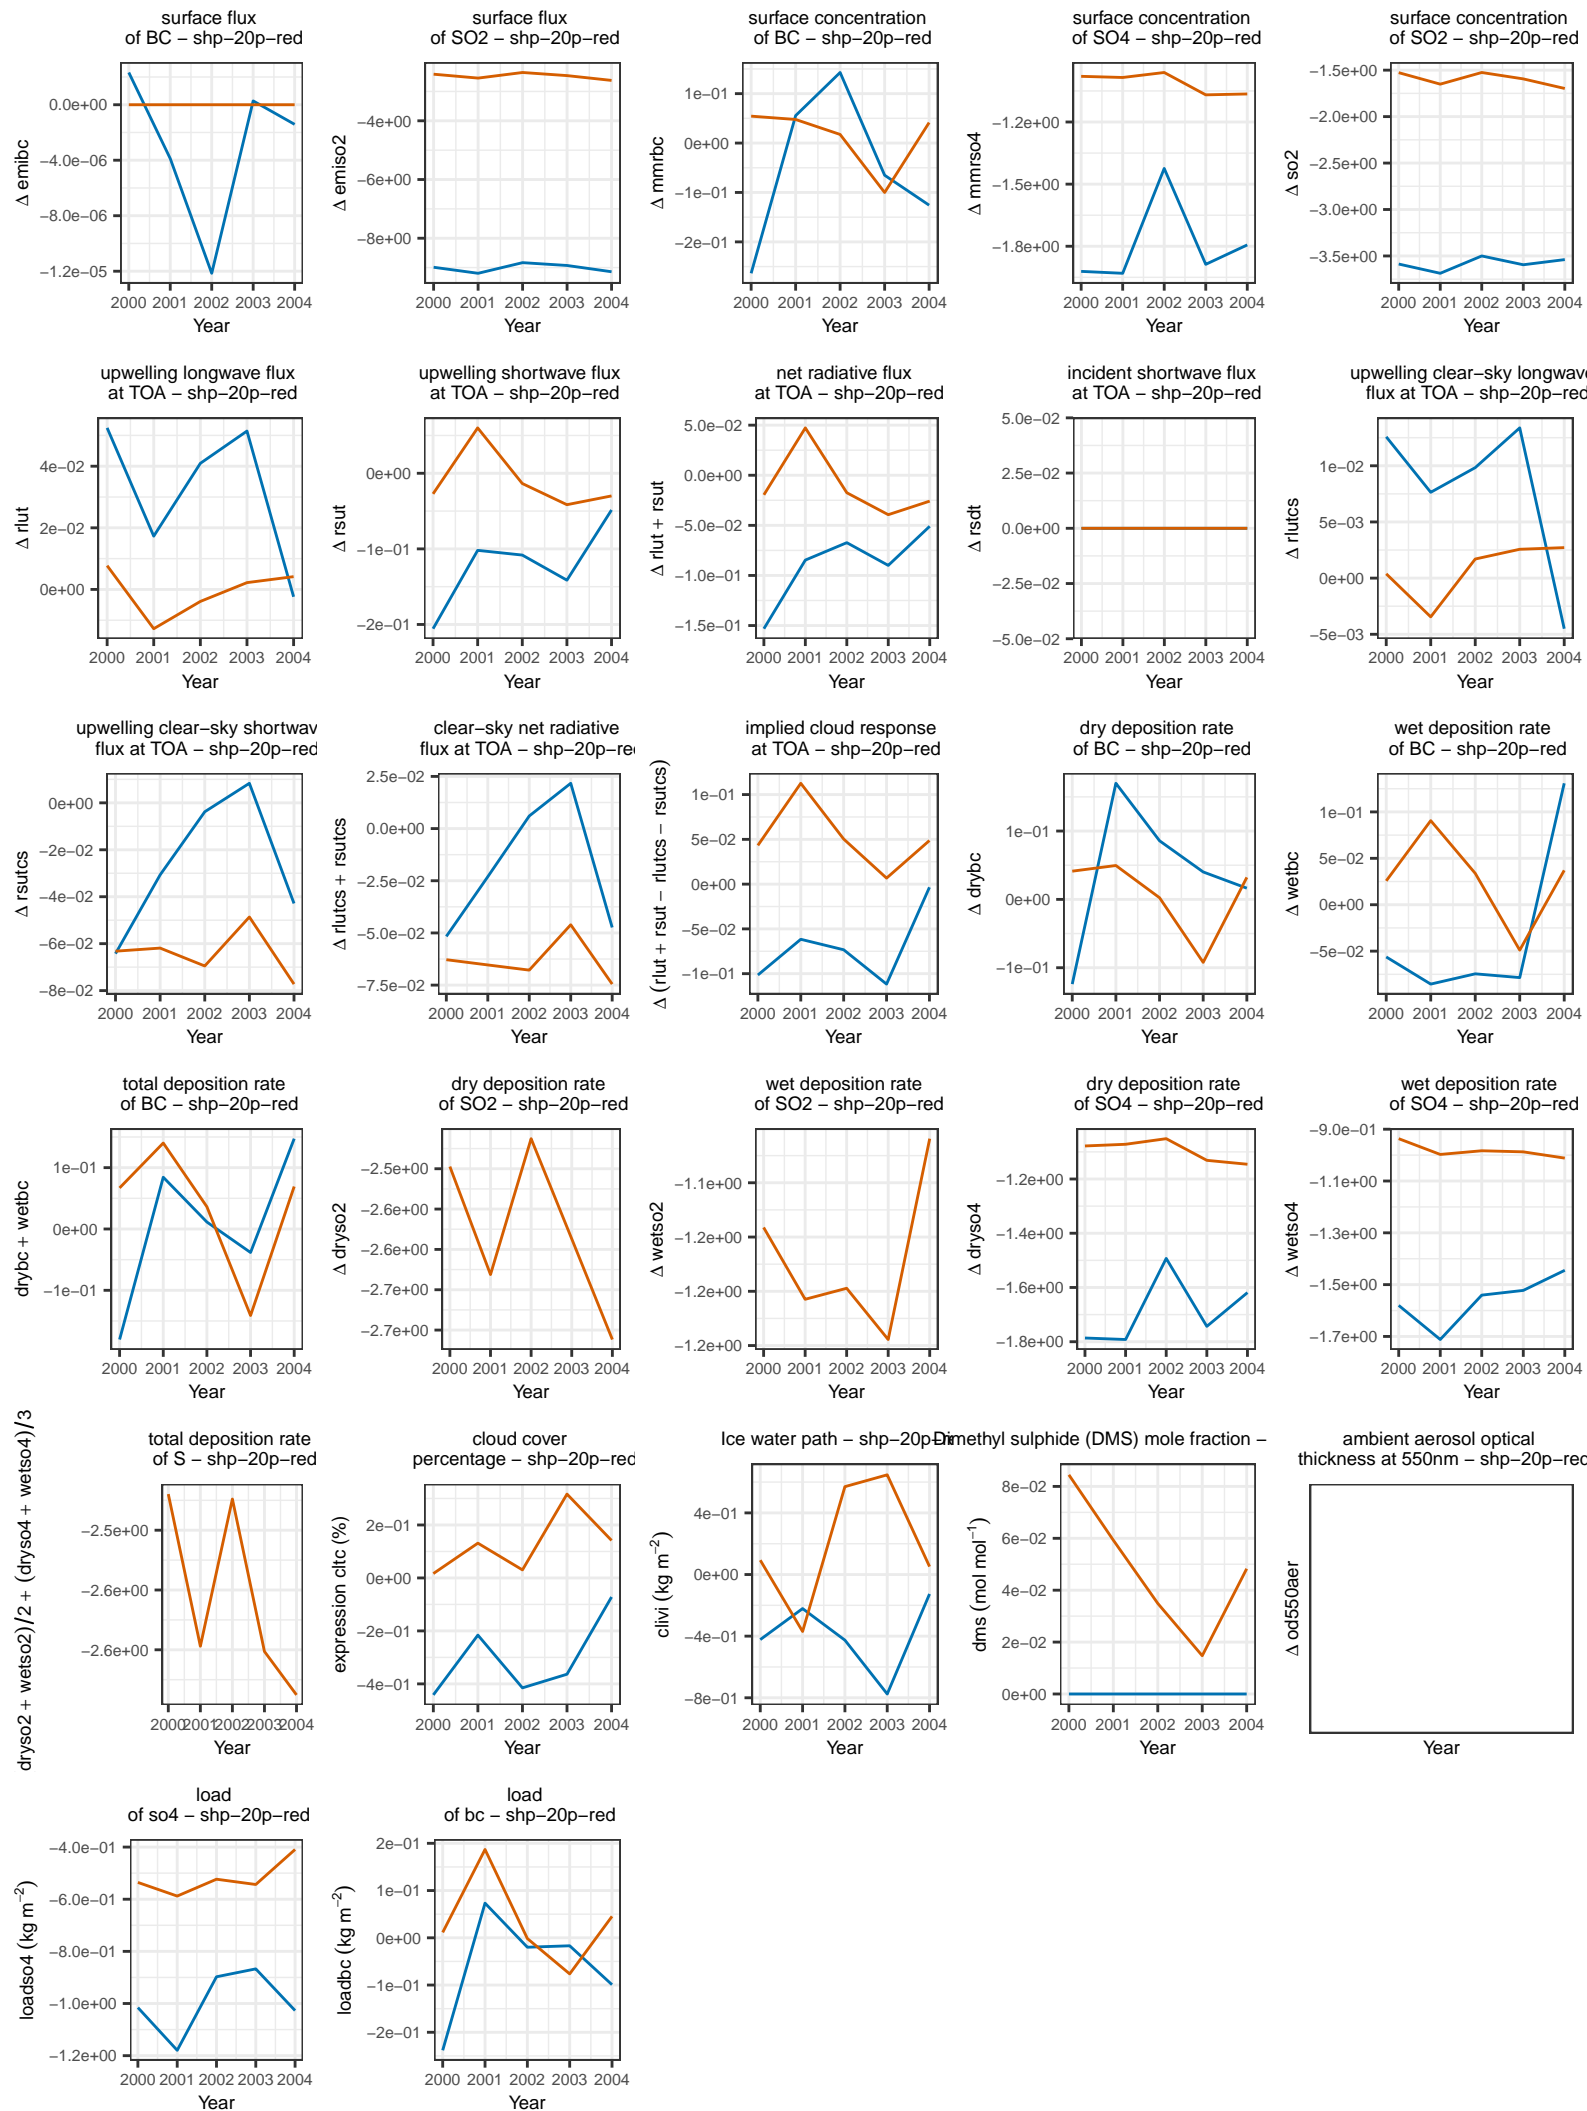 surface flux
of BC − shp−20p−red
Δ emibc
0.0e+00
−4.0e−06
−8.0e−06
−1.2e−05
2000 2001 2002 2003 2004
Year
surface flux
of SO2 − shp−20p−red
Δ emiso2
−4e+00
−6e+00
−8e+00
2000 2001 2002 2003 2004
Year
surface concentration
of BC − shp−20p−red
Δ mmrbc
1e−01
0e+00
−1e−01
−2e−01
2000 2001 2002 2003 2004
Year
surface concentration
of SO4 − shp−20p−red
Δ mmrso4
−1.2e+00
−1.5e+00
−1.8e+00
2000 2001 2002 2003 2004
Year
surface concentration
of SO2 − shp−20p−red
Δ so2
−1.5e+00
−2.0e+00
−2.5e+00
−3.0e+00
−3.5e+00
2000 2001 2002 2003 2004
Year
upwelling longwave flux
at TOA − shp−20p−red
Δ rlut
4e−02
2e−02
0e+00
2000 2001 2002 2003 2004
Year
upwelling shortwave flux
at TOA − shp−20p−red
Δ rsut
0e+00
−1e−01
−2e−01
2000 2001 2002 2003 2004
Year
net radiative flux
at TOA − shp−20p−red
Δ rlut + rsut
5.0e−02
0.0e+00
−5.0e−02
−1.0e−01
−1.5e−01
2000 2001 2002 2003 2004
Year
incident shortwave flux
at TOA − shp−20p−red
Δ rsdt
5.0e−02
2.5e−02
0.0e+00
−2.5e−02
−5.0e−02
2000 2001 2002 2003 2004
Year
upwelling clear−sky longwave
flux at TOA − shp−20p−red
Δ rlutcs
1e−02
5e−03
0e+00
−5e−03
2000 2001 2002 2003 2004
Year
upwelling clear−sky shortwav
flux at TOA − shp−20p−red
Δ rsutcs
0e+00
−2e−02
−4e−02
−6e−02
−8e−02
2000 2001 2002 2003 2004
Year
clear−sky net radiative
flux at TOA − shp−20p−re
Δ rlutcs + rsutcs
2.5e−02
0.0e+00
−2.5e−02
−5.0e−02
−7.5e−02
2000 2001 2002 2003 2004
Year
implied cloud response
at TOA − shp−20p−red
Δ (rlut + rsut − rlutcs − rsutcs)
1e−01
5e−02
0e+00
−5e−02
−1e−01
2000 2001 2002 2003 2004
Year
dry deposition rate
of BC − shp−20p−red
Δ drybc
1e−01
0e+00
−1e−01
2000 2001 2002 2003 2004
Year
wet deposition rate
of BC − shp−20p−red
Δ wetbc
1e−01
5e−02
0e+00
−5e−02
2000 2001 2002 2003 2004
Year
total deposition rate
of BC − shp−20p−red
drybc + wetbc
1e−01
0e+00
−1e−01
2000 2001 2002 2003 2004
Year
dry deposition rate
of SO2 − shp−20p−red
Δ dryso2
−2.5e+00
−2.6e+00
−2.6e+00
−2.7e+00
−2.7e+00
2000 2001 2002 2003 2004
Year
wet deposition rate
of SO2 − shp−20p−red
Δ wetso2
−1.1e+00
−1.2e+00
−1.2e+00
−1.2e+00
2000 2001 2002 2003 2004
Year
dry deposition rate
of SO4 − shp−20p−red
Δ dryso4
−1.2e+00
−1.4e+00
−1.6e+00
−1.8e+00
2000 2001 2002 2003 2004
Year
wet deposition rate
of SO4 − shp−20p−red
Δ wetso4
−9.0e−01
−1.1e+00
−1.3e+00
−1.5e+00
−1.7e+00
2000 2001 2002 2003 2004
Year
total deposition rate
of S − shp−20p−red
dryso2 + wetso2)/2 + (dryso4 + wetso4)/3
−2.5e+00
−2.6e+00
−2.6e+00
2000 2001 2002 2003 2004
Year
cloud cover
percentage − shp−20p−red
expression cltc (%)
2e−01
0e+00
−2e−01
−4e−01
2000 2001 2002 2003 2004
Year
Ice water path − shp−20p−
clivi (kg m⁻²)
4e−01
0e+00
−4e−01
−8e−01
2000 2001 2002 2003 2004
Year
Dimethyl sulphide (DMS) mole fraction −
dms (mol mol⁻¹)
8e−02
6e−02
4e−02
2e−02
0e+00
2000 2001 2002 2003 2004
Year
ambient aerosol optical
thickness at 550nm − shp−20p−red
Δ od550aer
Year
load
of so4 − shp−20p−red
loadso4 (kg m⁻²)
−4.0e−01
−6.0e−01
−8.0e−01
−1.0e+00
−1.2e+00
2000 2001 2002 2003 2004
Year
load
of bc − shp−20p−red
loadbc (kg m⁻²)
2e−01
1e−01
0e+00
−1e−01
−2e−01
2000 2001 2002 2003 2004
Year